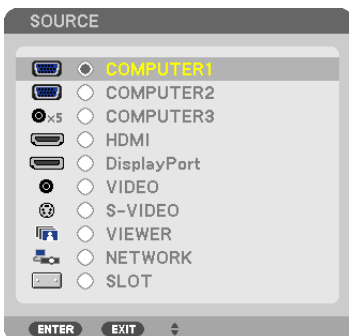 SOURCE
COMPUTER1
COMPUTER2
×5 COMPUTER3
HDMI
DisplayPort
VIDEO
S-VIDEO
VIEWER
NETWORK
SLOT
ENTER EXIT